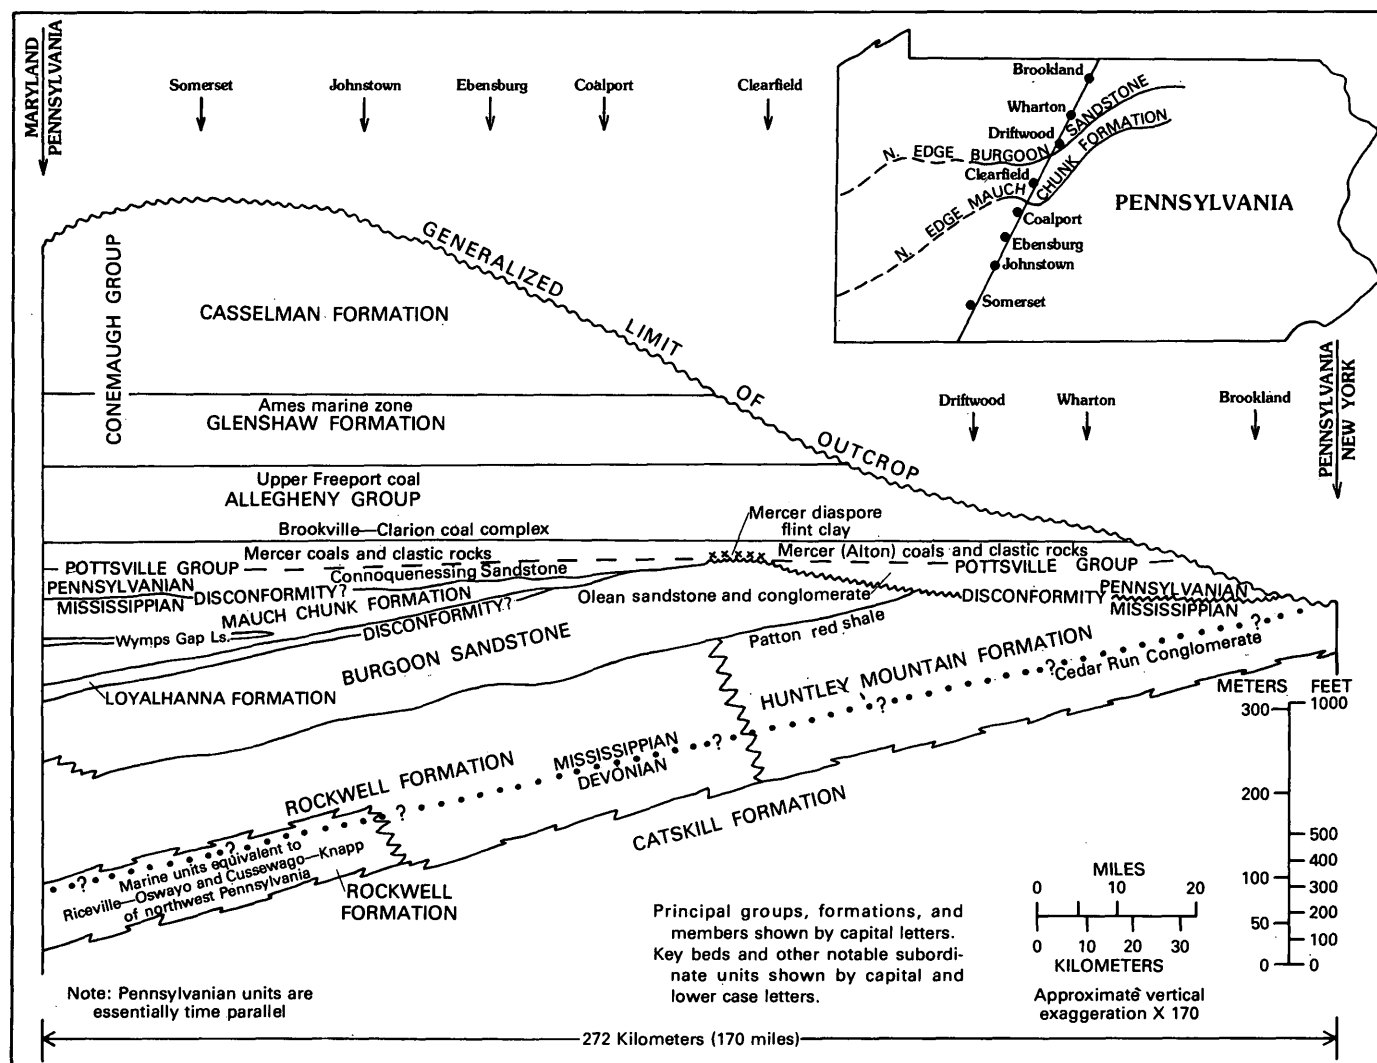 MARYLAND
PENNSYLVANIA
Somerset
Johnstown
Ebensburg
Coalport
Clearfield
Brookland
Wharton
Driftwood
N. EDGE BURGOON SANDSTONE
Clearfield
N. EDGE MAUCH CHUNK FORMATION
PENNSYLVANIA
Coalport
Ebensburg
Johnstown
Somerset
Driftwood
Wharton
Brookland
PENNSYLVANIA
NEW YORK
GENERALIZED LIMIT OF OUTCROP
CONEMAUGH GROUP
CASSELMAN FORMATION
Ames marine zone
GLENSHAW FORMATION
Upper Freeport coal
ALLEGHENY GROUP
Brookville—Clarion coal complex
Mercer diaspore
flint clay
Mercer coals and clastic rocks
Mercer (Alton) coals and clastic rocks
POTTSVILLE GROUP
POTTSVILLE GROUP
Connoquenessing Sandstone
PENNSYLVANIAN
MISSISSIPPIAN
DISCONFORMITY?
MAUCH CHUNK FORMATION
DISCONFORMITY?
Olean sandstone and conglomerate
DISCONFORMITY
PENNSYLVANIAN
MISSISSIPPIAN
Wymps Gap Ls.
BURGOON SANDSTONE
Patton red shale
LOYALHANNA FORMATION
HUNTLEY MOUNTAIN FORMATION
Cedar Run Conglomerate
? ? ? ? ? ? ?
ROCKWELL FORMATION
MISSISSIPPIAN
DEVONIAN
CATSKILL FORMATION
Marine units equivalent to
Riceville—Oswayo and Cussewago—Knapp
of northwest Pennsylvania
ROCKWELL
FORMATION
METERS FEET
300 1000
200
500
400
100 300
200
50
100
0 0
MILES
0 10 20
0 10 20 30
KILOMETERS
Approximate vertical
exaggeration X 170
Principal groups, formations, and
members shown by capital letters.
Key beds and other notable subordi-
nate units shown by capital and
lower case letters.
Note: Pennsylvanian units are
essentially time parallel
272 Kilometers (170 miles)